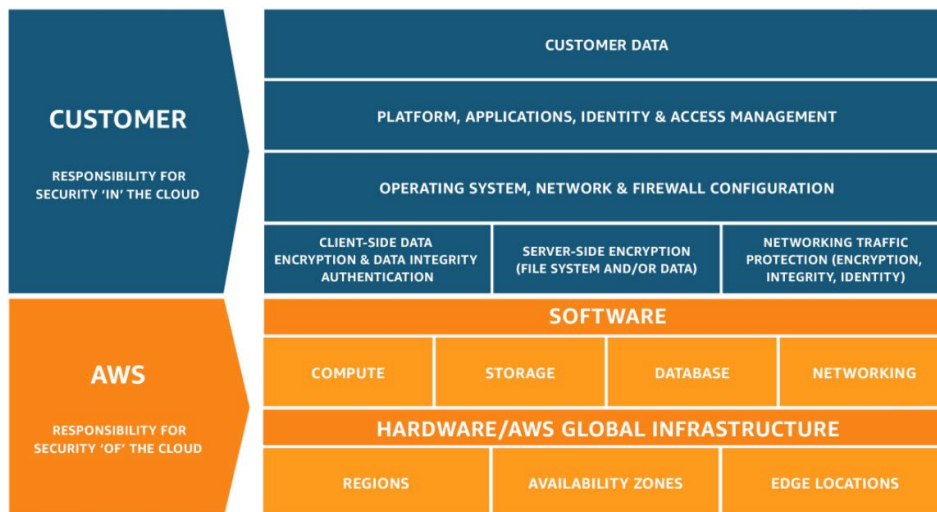 CUSTOMER
RESPONSIBILITY FOR
SECURITY ‘IN’ THE CLOUD
CUSTOMER DATA
PLATFORM, APPLICATIONS, IDENTITY & ACCESS MANAGEMENT
OPERATING SYSTEM, NETWORK & FIREWALL CONFIGURATION
CLIENT-SIDE DATA
ENCRYPTION & DATA INTEGRITY
AUTHENTICATION
SERVER-SIDE ENCRYPTION
(FILE SYSTEM AND/OR DATA)
NETWORKING TRAFFIC
PROTECTION (ENCRYPTION,
INTEGRITY, IDENTITY)
AWS
RESPONSIBILITY FOR
SECURITY ‘OF’ THE CLOUD
SOFTWARE
COMPUTE
STORAGE
DATABASE
NETWORKING
HARDWARE/AWS GLOBAL INFRASTRUCTURE
REGIONS
AVAILABILITY ZONES
EDGE LOCATIONS